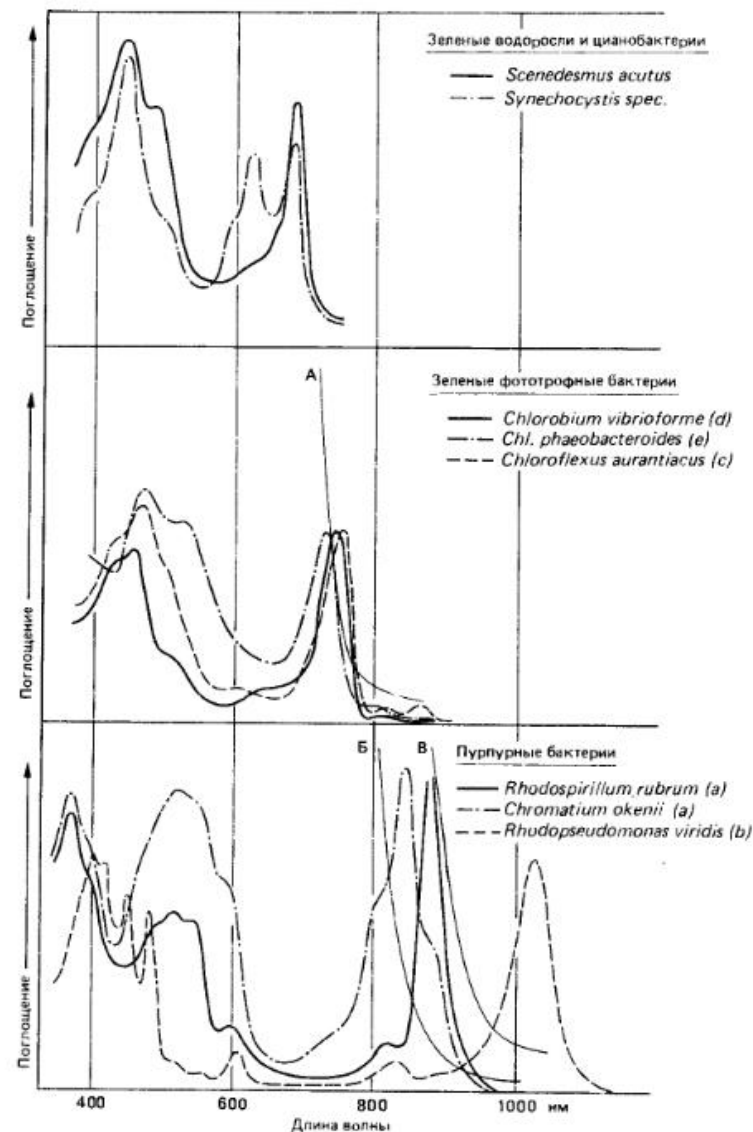 Зеленые водоросли и цианобактерии
Scenedesmus acutus
Synechocystis spec.
Поглощение
А
Зеленые фототрофные бактерии
Chlorobium vibrioforme (d)
Chl. phaeobacteroides (e)
Chloroflexus aurantiacus (c)
Поглощение
Б
В
Пурпурные бактерии
Rhodospirillum rubrum (a)
Chromatium okenii (a)
Rhodopseudomonas viridis (b)
Поглощение
400 600 800 1000 нм
Длина волны